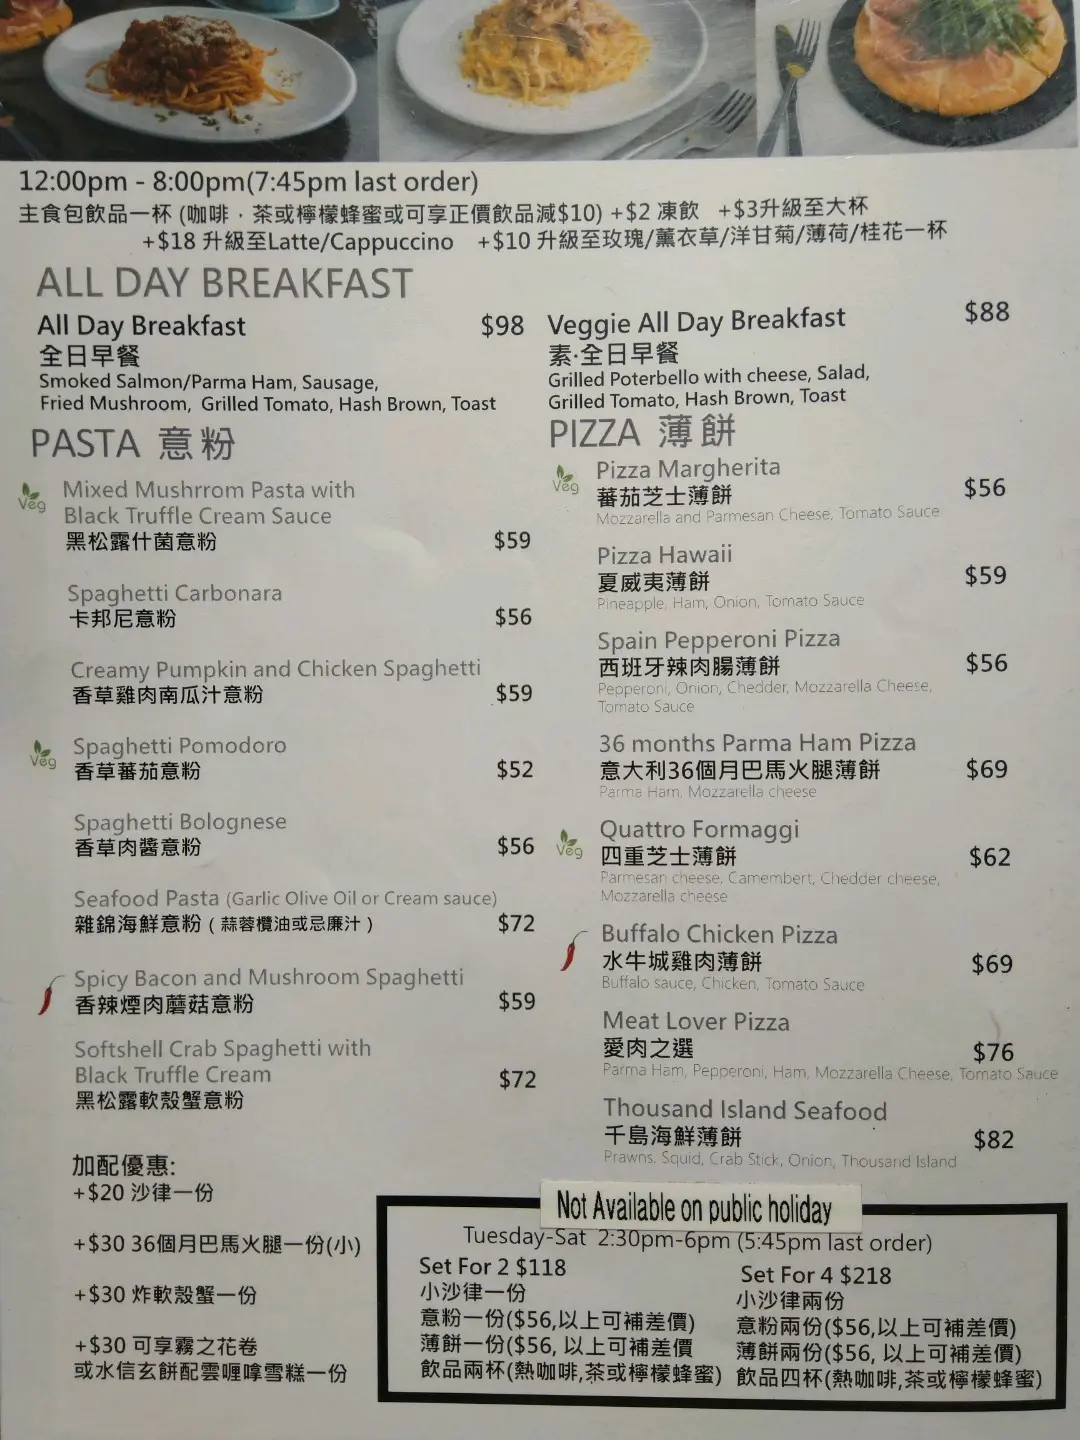 12:00pm - 8:00pm(7:45pm last order)
主食包飲品一杯 (咖啡﹐茶或檸檬蜂蜜或可享正價飲品減$10) +$2 凍飲 +$3升級至大杯
+$18 升級至Latte/Cappuccino +$10 升級至玫瑰/薰衣草/洋甘菊/薄荷/桂花一杯
ALL DAY BREAKFAST
All Day Breakfast $98
全日早餐
Smoked Salmon/Parma Ham, Sausage,
Fried Mushroom, Grilled Tomato, Hash Brown, Toast
Veggie All Day Breakfast $88
素·全日早餐
Grilled Poterbello with cheese, Salad,
Grilled Tomato, Hash Brown, Toast
PASTA 意粉
Veg
Mixed Mushrrom Pasta with
Black Truffle Cream Sauce
黑松露什菌意粉 $59
Spaghetti Carbonara
卡邦尼意粉 $56
Creamy Pumpkin and Chicken Spaghetti
香草雞肉南瓜汁意粉 $59
Veg
Spaghetti Pomodoro
香草蕃茄意粉 $52
Spaghetti Bolognese
香草肉醬意粉 $56
Seafood Pasta (Garlic Olive Oil or Cream sauce)
雜錦海鮮意粉 ( 蒜蓉欖油或忌廉汁 ) $72
Spicy Bacon and Mushroom Spaghetti
香辣煙肉蘑菇意粉 $59
Softshell Crab Spaghetti with
Black Truffle Cream $72
黑松露軟殼蟹意粉
PIZZA 薄餅
Veg
Pizza Margherita
蕃茄芝士薄餅 $56
Mozzarella and Parmesan Cheese, Tomato Sauce
Pizza Hawaii
夏威夷薄餅 $59
Pineapple, Ham, Onion, Tomato Sauce
Spain Pepperoni Pizza
西班牙辣肉腸薄餅 $56
Pepperoni, Onion, Chedder, Mozzarella Cheese,
Tomato Sauce
36 months Parma Ham Pizza
意大利36個月巴馬火腿薄餅 $69
Parma Ham, Mozzarella cheese
Veg
Quattro Formaggi
四重芝士薄餅 $62
Parmesan cheese, Camembert, Chedder cheese,
Mozzarella cheese
Buffalo Chicken Pizza
水牛城雞肉薄餅 $69
Buffalo sauce, Chicken, Tomato Sauce
Meat Lover Pizza
愛肉之選 $76
Parma Ham, Pepperoni, Ham, Mozzarella Cheese, Tomato Sauce
Thousand Island Seafood
千島海鮮薄餅 $82
Prawns, Squid, Crab Stick, Onion, Thousand Island
加配優惠:
+$20 沙律一份
+$30 36個月巴馬火腿一份(小)
+$30 炸軟殼蟹一份
+$30 可享霧之花卷
或水信玄餅配雲喱拿雪糕一份
Not Available on public holiday
Tuesday-Sat 2:30pm-6pm (5:45pm last order)
Set For 2 $118
小沙律一份
意粉一份($56,以上可補差價)
薄餅一份($56, 以上可補差價
飲品兩杯(熱咖啡,茶或檸檬蜂蜜)
Set For 4 $218
小沙律兩份
意粉兩份($56,以上可補差價)
薄餅兩份($56, 以上可補差價)
飲品四杯(熱咖啡,茶或檸檬蜂蜜)